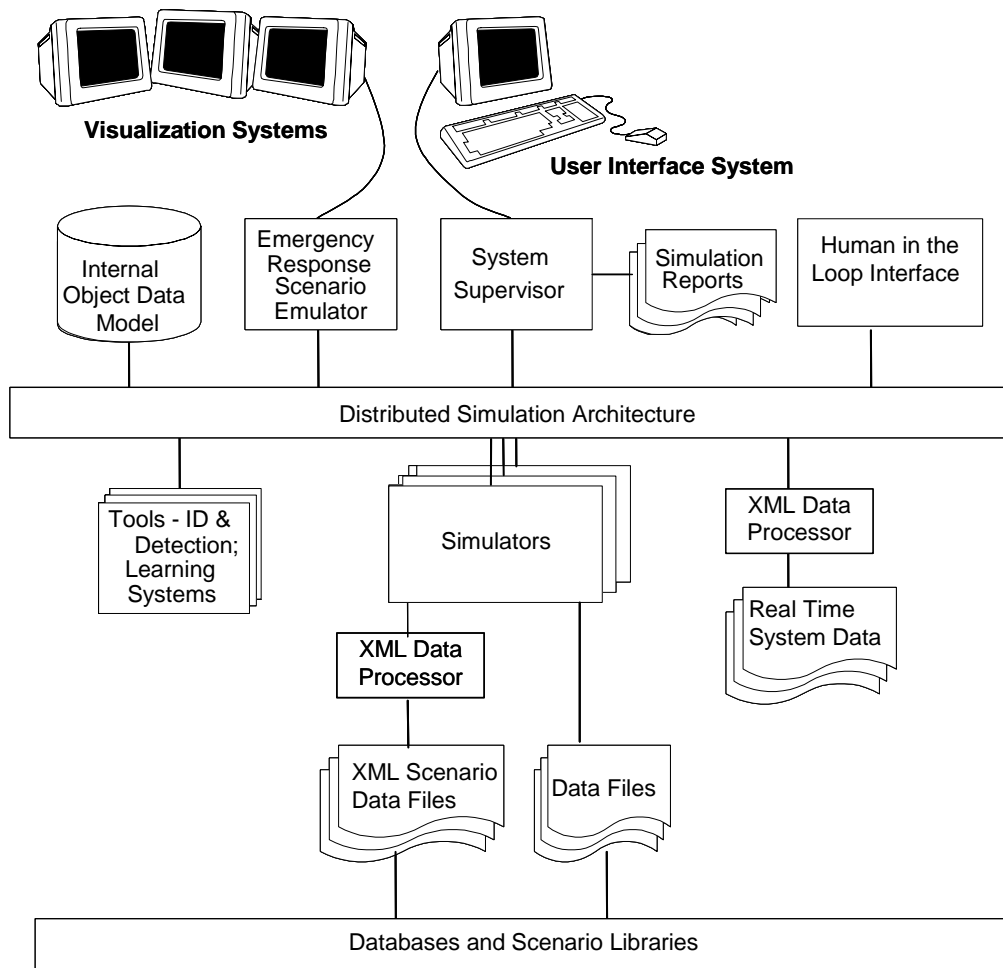 Visualization Systems
User Interface System
Internal
Object Data
Model
Emergency
Response
Scenario
Emulator
System
Supervisor
Simulation
Reports
Human in the
Loop Interface
Distributed Simulation Architecture
Tools - ID &
Detection;
Learning
Systems
Simulators
XML Data
Processor
Real Time
System Data
XML Data
Processor
XML Scenario
Data Files
Data Files
Databases and Scenario Libraries